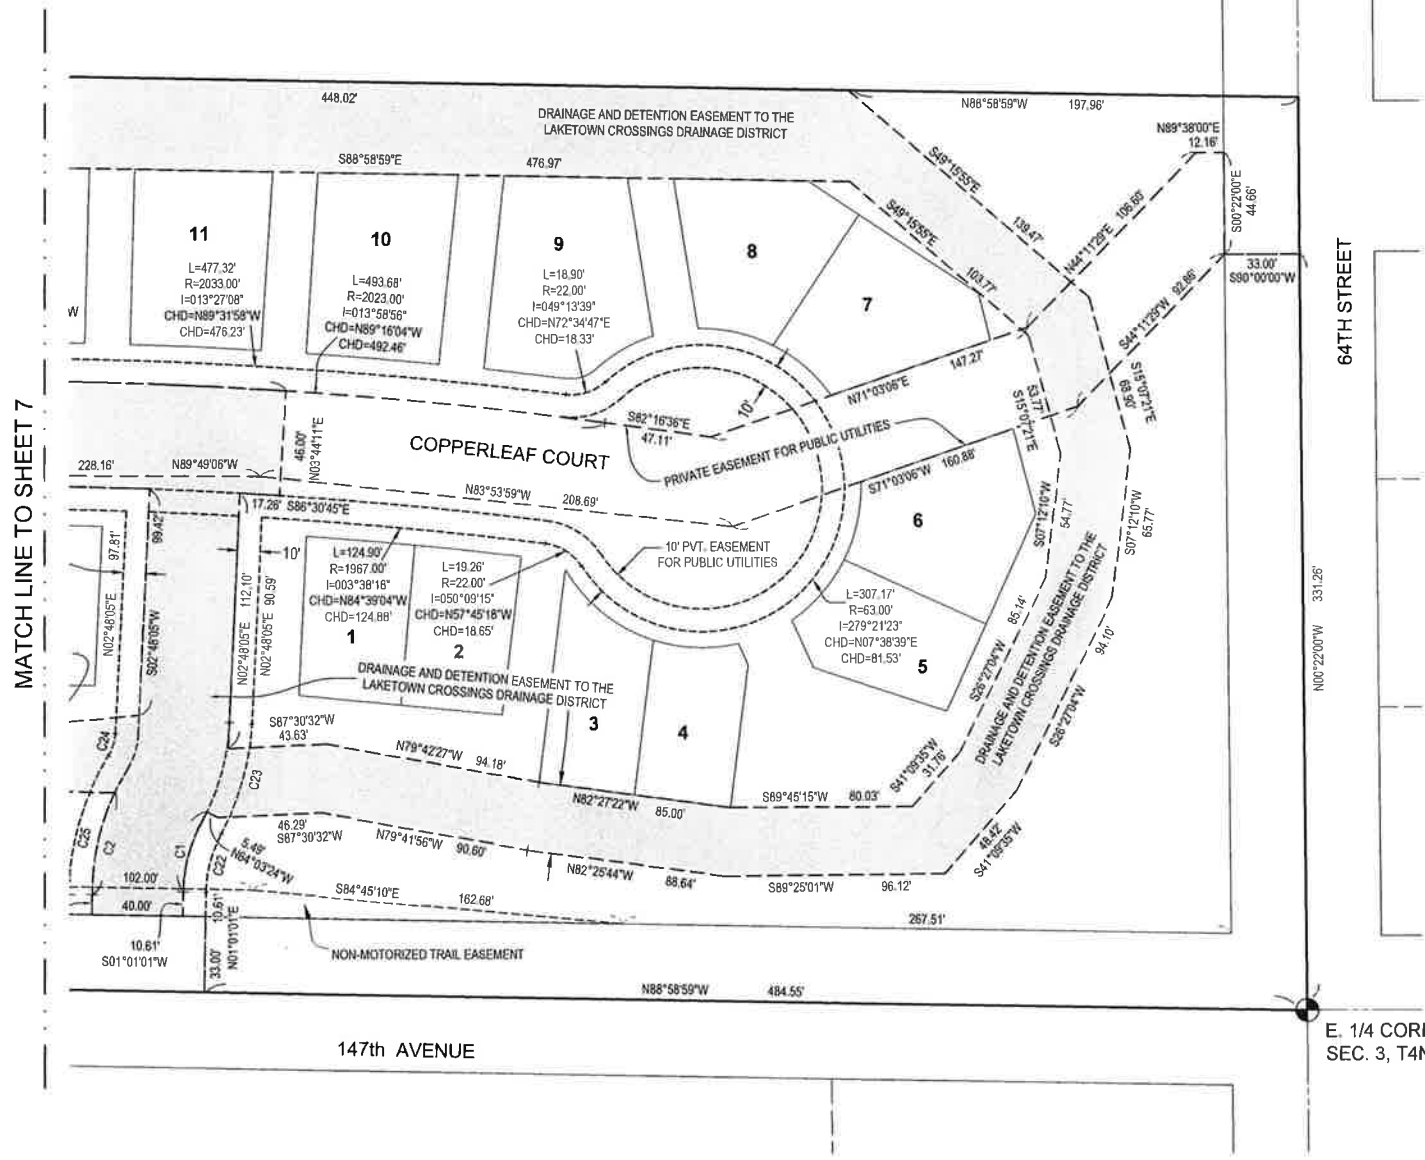 448.02'
DRAINAGE AND DETENTION EASEMENT TO THE
LAKETOWN CROSSINGS DRAINAGE DISTRICT
N88°58'59"W 197.96'
N89°38'00"E
12.16'
S88°58'59"E 476.97'
S49°15'55"E 139.47'
S49°15'55"E 103.77'
N44°11'29"E 106.60'
S00°22'00"E
44.66'
33.00'
S90°00'00"W
S44°11'29"W 92.86'
64TH STREET
W
11
L=477.32'
R=2033.00'
I=013°27'08"
CHD=N89°31'58"W
CHD=476.23'
10
L=493.68'
R=2023.00'
I=013°58'56"
CHD=N89°16'04"W
CHD=492.46'
9
L=18.90'
R=22.00'
I=049°13'39"
CHD=N72°34'47"E
CHD=18.33'
8
7
N71°03'06"E 147.27'
53.77'
S15°07'21"E
S15°07'21"E
68.90'
10'
S82°16'36"E
47.11'
COPPERLEAF COURT
PRIVATE EASEMENT FOR PUBLIC UTILITIES
S71°03'06"W 160.88'
46.00'
N03°44'11"E
MATCH LINE TO SHEET 7
228.16' N89°49'06"W
N83°53'59"W 208.69'
17.26' S86°30'45"E
10'
10' PVT. EASEMENT
FOR PUBLIC UTILITIES
6
S07°12'10"W 54.77'
S07°12'10"W
65.77'
97.81'
N02°48'05"E
99.42'
S02°48'05"W
N02°48'05"E 112.10'
N02°48'05"E 90.59'
L=124.90'
R=1967.00'
I=003°38'18"
CHD=N84°39'04"W
CHD=124.88'
1
L=19.26'
R=22.00'
I=050°09'15"
CHD=N57°45'18"W
CHD=18.65'
2
L=307.17'
R=63.00'
I=279°21'23"
CHD=N07°38'39"E
CHD=81.53'
5
S26°27'04"W 85.14'
DRAINAGE AND DETENTION EASEMENT TO THE
LAKETOWN CROSSINGS DRAINAGE DISTRICT
S26°27'04"W 94.10'
N00°22'00"W 331.26'
DRAINAGE AND DETENTION EASEMENT TO THE
LAKETOWN CROSSINGS DRAINAGE DISTRICT
3
4
S87°30'32"W
43.63'
N79°42'27"W 94.18'
N82°27'22"W 85.00'
S89°45'15"W 80.03'
S41°09'35"W
31.76'
C24
C23
C25
C2
C1
C22
46.29'
S87°30'32"W
5.49'
N64°03'24"W
N79°41'56"W 90.60'
N82°25'44"W 88.64'
S89°25'01"W 96.12'
48.42'
S41°09'35"W
102.00'
40.00'
S84°45'10"E 162.68'
267.51'
10.61'
S01°01'01"W
10.61'
33.00'
N01°01'01"E
NON-MOTORIZED TRAIL EASEMENT
N88°58'59"W 484.55'
147th AVENUE
E. 1/4 COR
SEC. 3, T4N